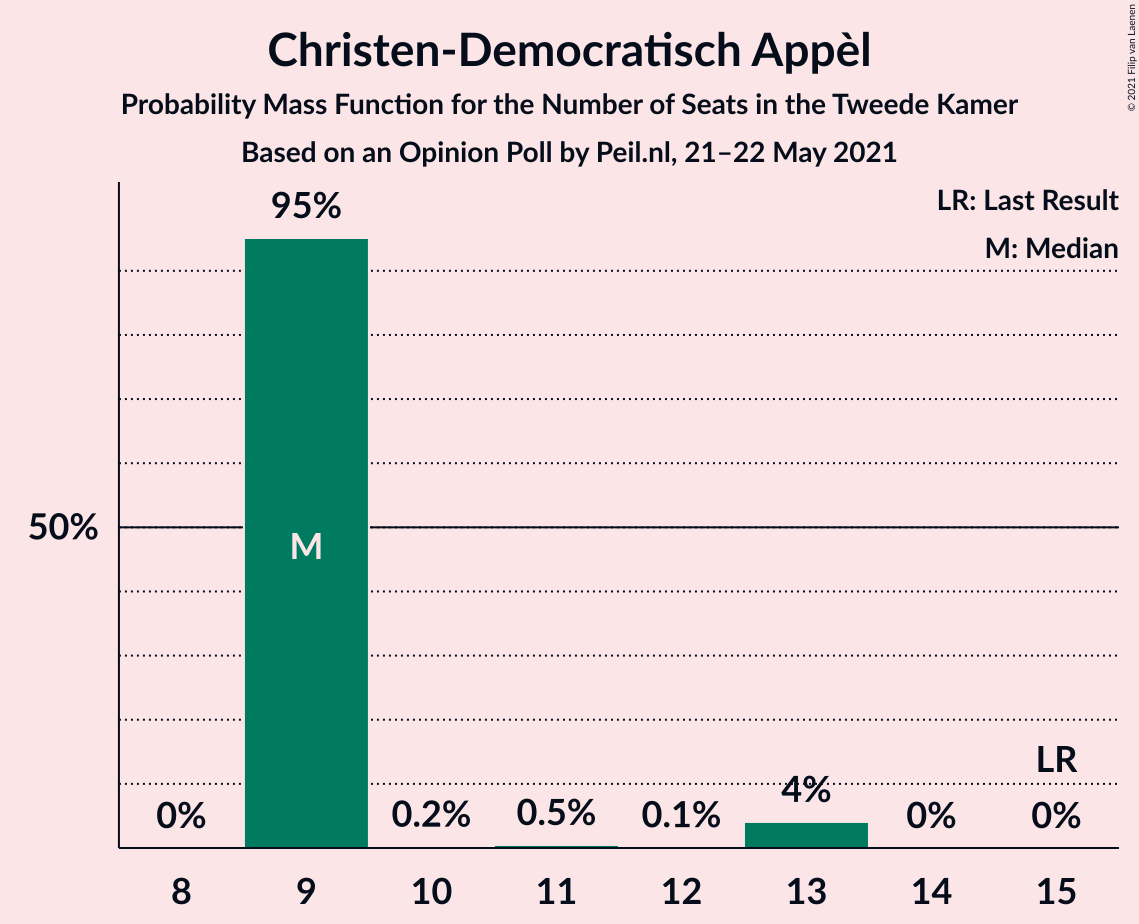 Christen-Democratisch Appèl
Probability Mass Function for the Number of Seats in the Tweede Kamer
Based on an Opinion Poll by Peil.nl, 21–22 May 2021
© 2021 Filip van Laenen
LR: Last Result
M: Median
95%
50%
M
LR
0%
0.2%
0.5%
0.1%
4%
0%
0%
8
9
10
11
12
13
14
15